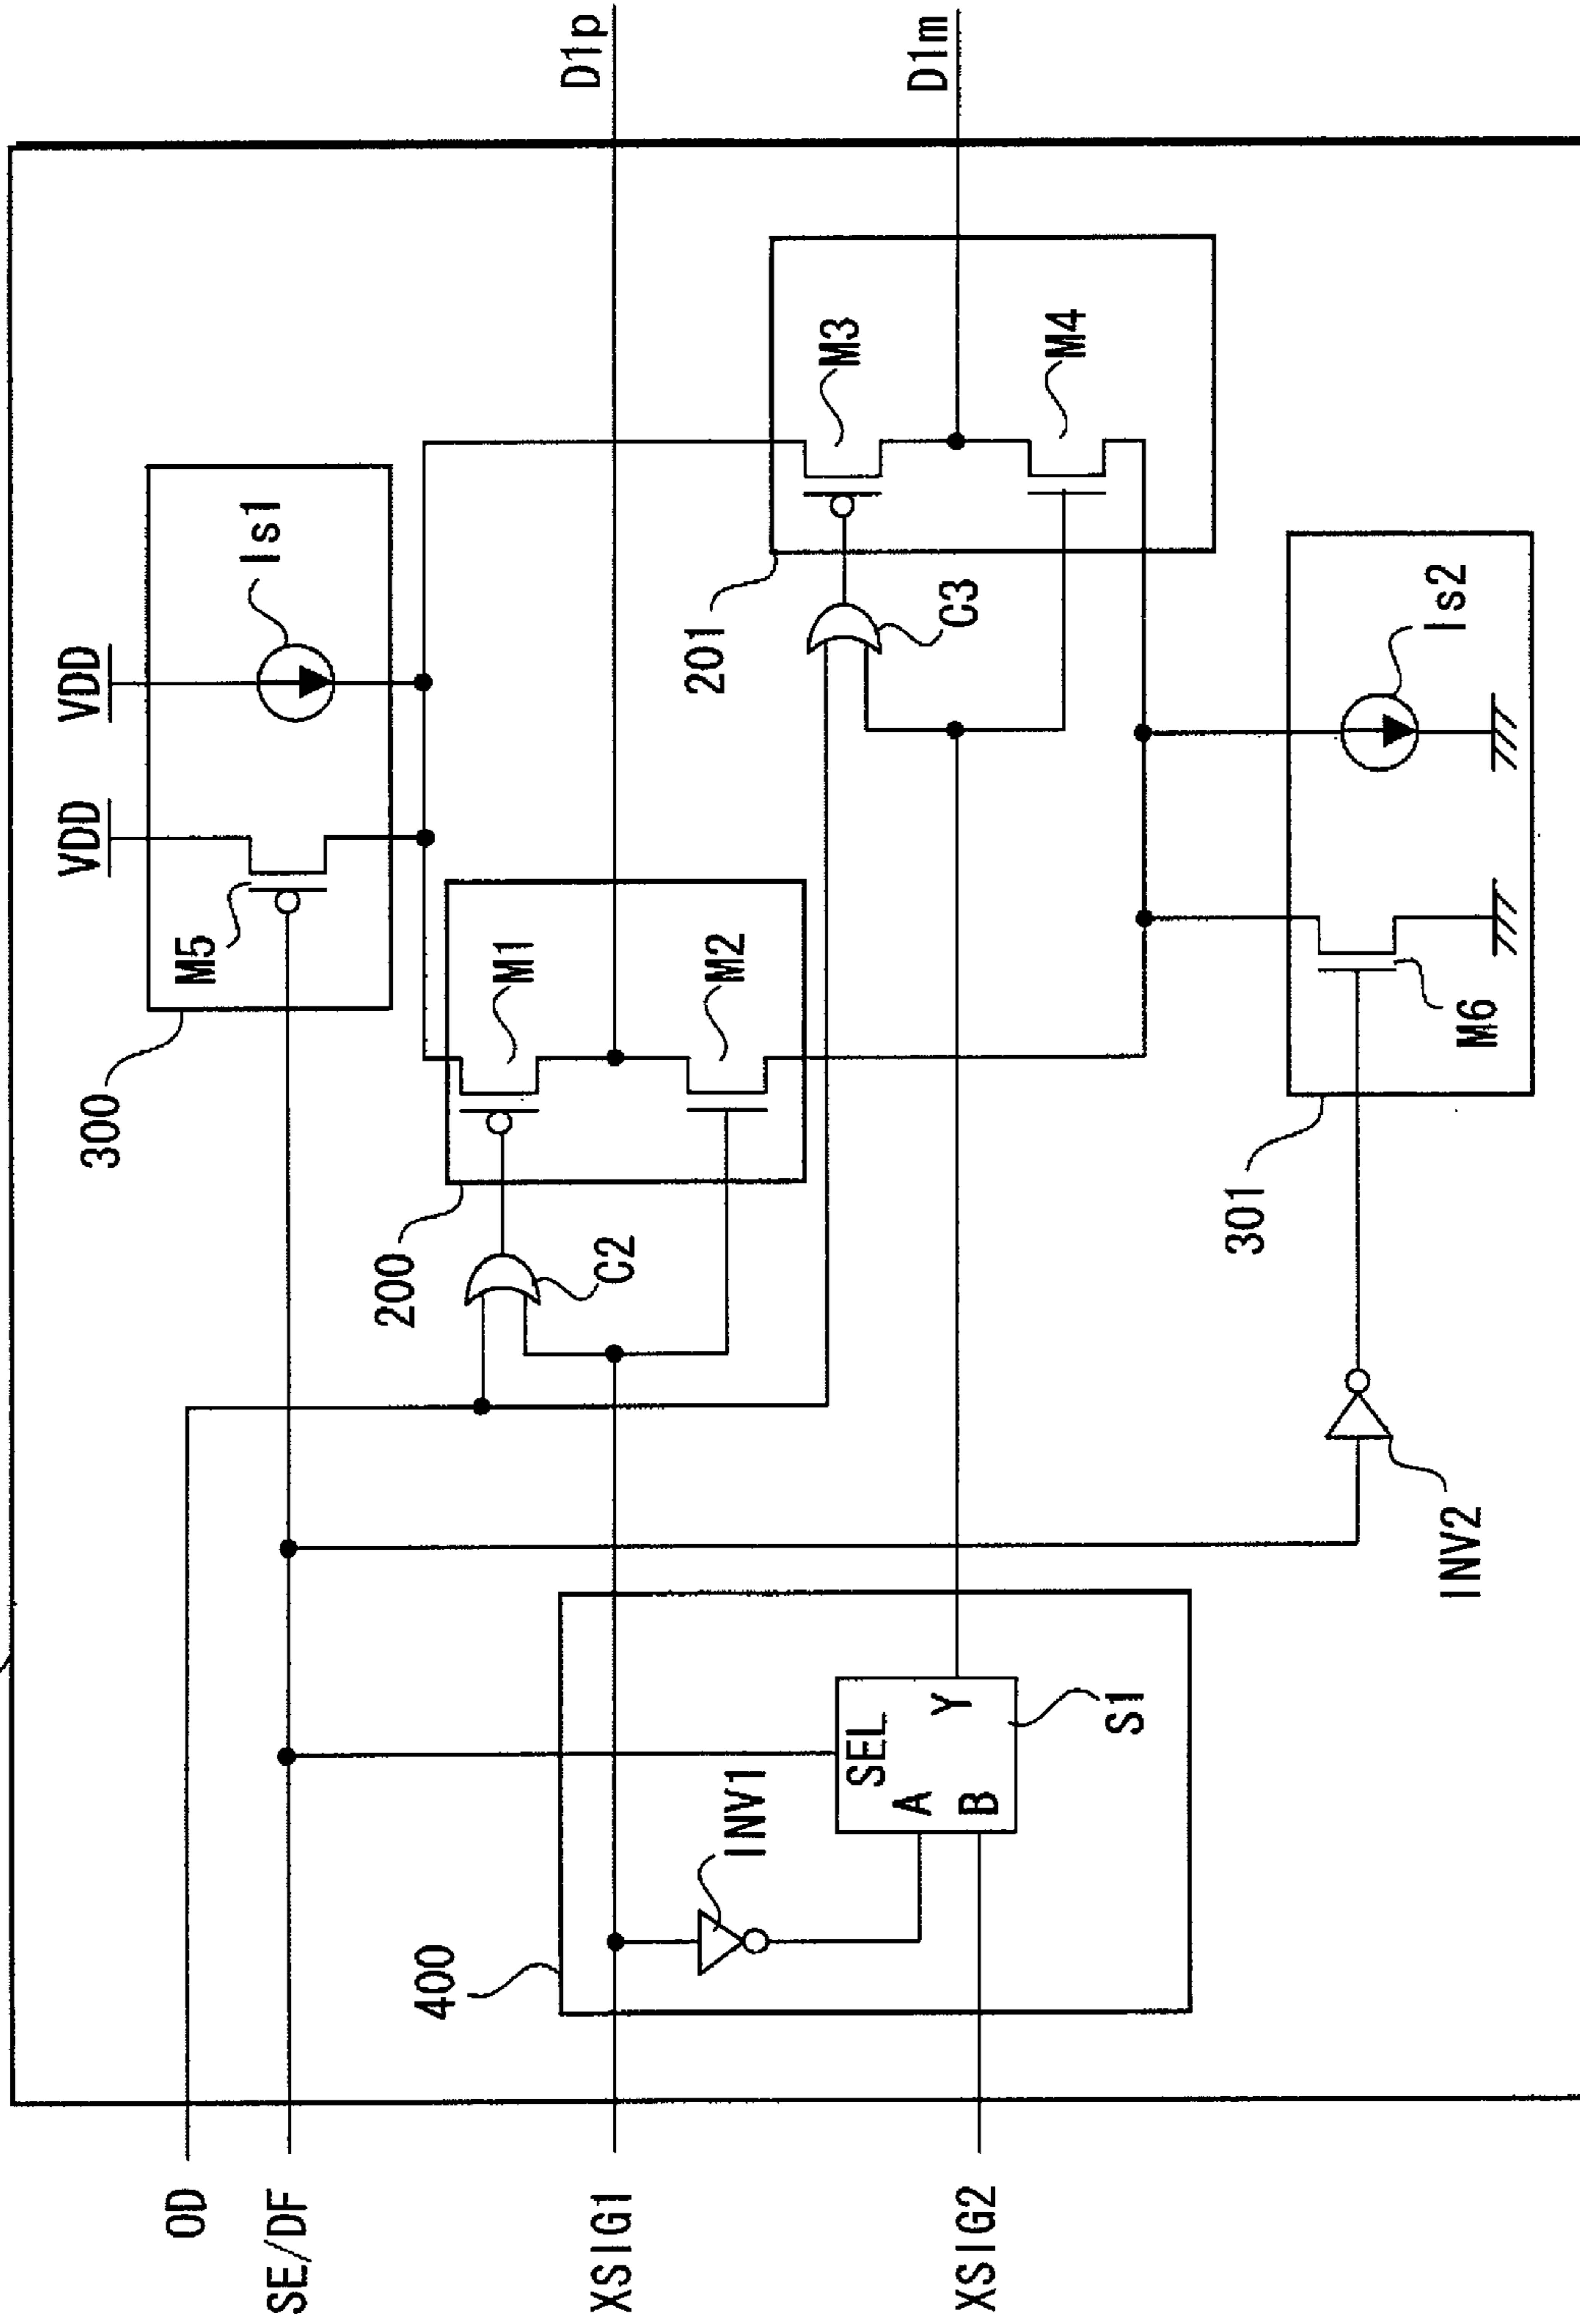 OD
SE/DF
XSIG1
XSIG2
400
INV1
SEL
A
B
Y
S1
INV2
300
VDD
VDD
M5
Is1
200
C2
M1
M2
201
C3
M3
M4
301
M6
Is2
D1p
D1m